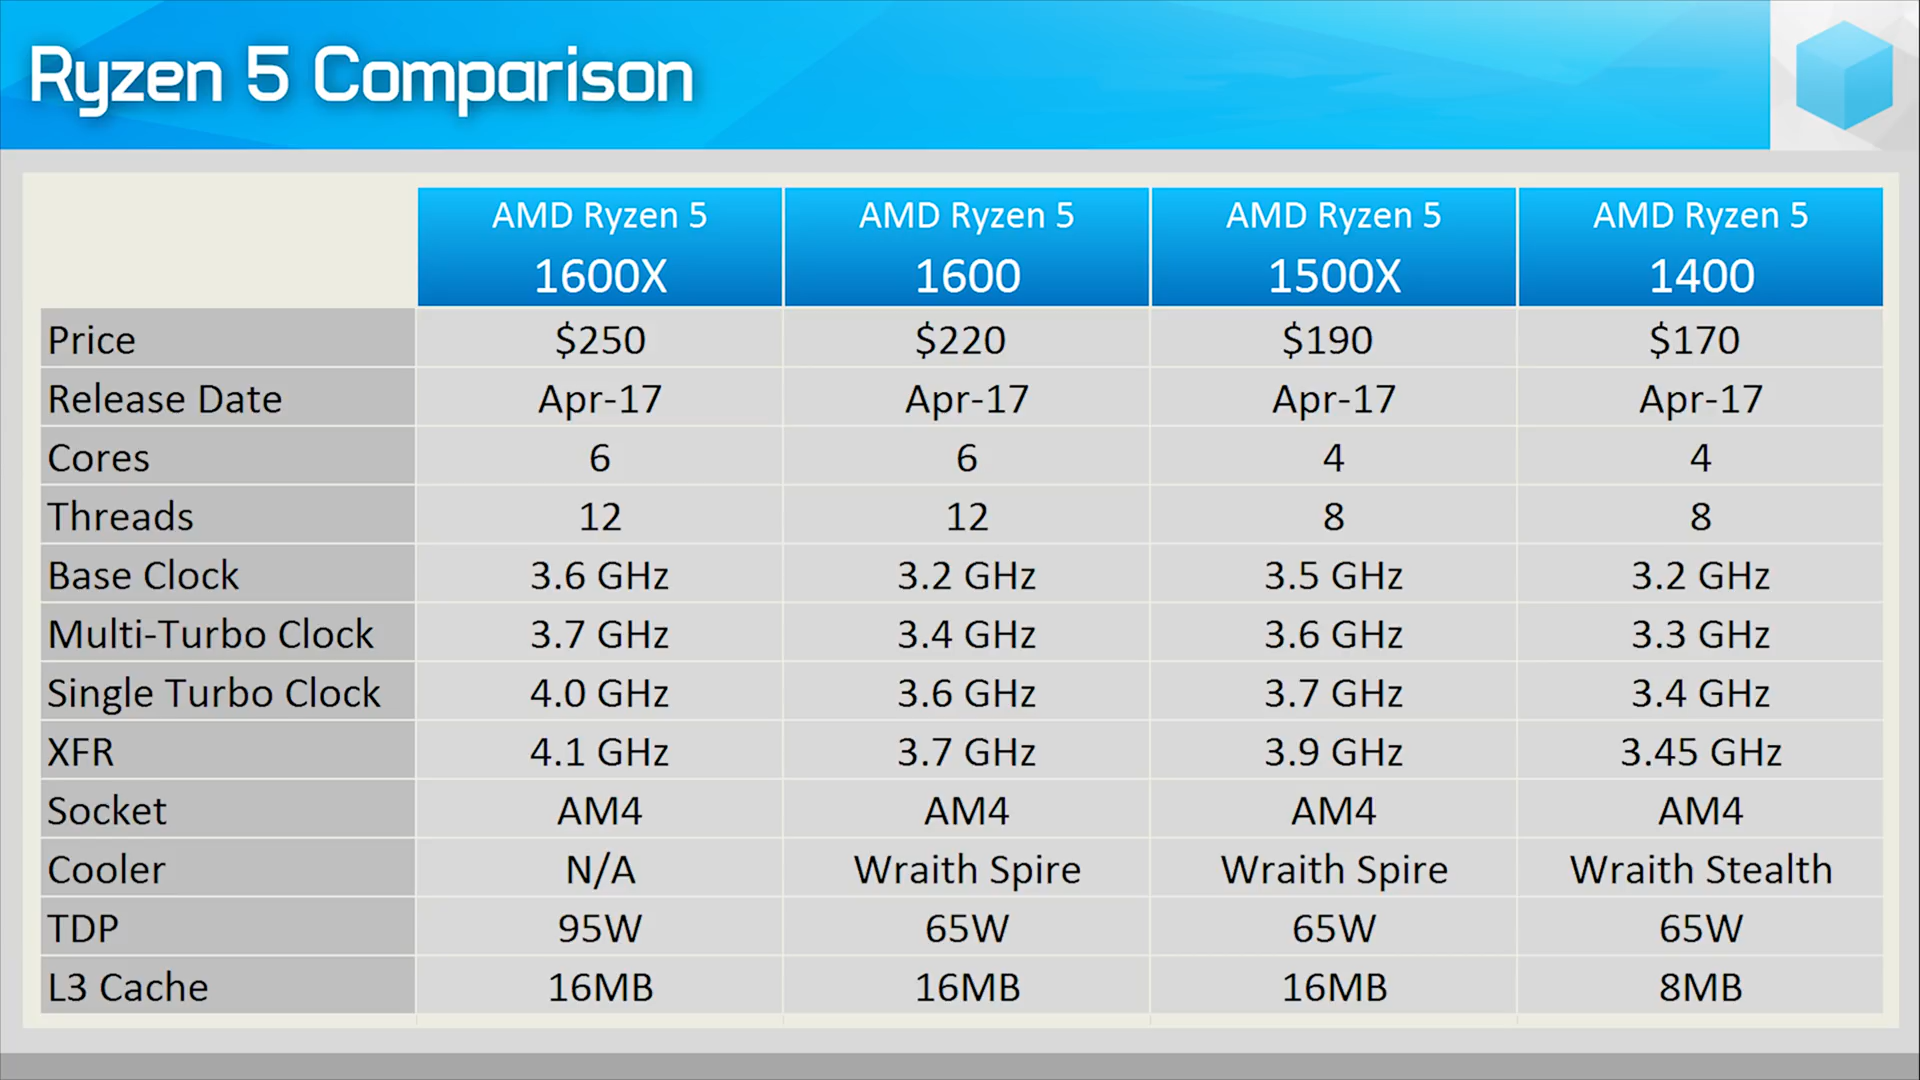 Ryzen 5 Comparison
AMD Ryzen 5 AMD Ryzen 5 AMD Ryzen 5 AMD Ryzen 5
1600X 1600 1500X 1400
Price $250 $220 $190 $170
Release Date Apr-17 Apr-17 Apr-17 Apr-17
Cores 6 6 4 4
Threads 12 12 8 8
Base Clock 3.6 GHz 3.2 GHz 3.5 GHz 3.2 GHz
Multi-Turbo Clock 3.7 GHz 3.4 GHz 3.6 GHz 3.3 GHz
Single Turbo Clock 4.0 GHz 3.6 GHz 3.7 GHz 3.4 GHz
XFR 4.1 GHz 3.7 GHz 3.9 GHz 3.45 GHz
Socket AM4 AM4 AM4 AM4
Cooler N/A Wraith Spire Wraith Spire Wraith Stealth
TDP 95W 65W 65W 65W
L3 Cache 16MB 16MB 16MB 8MB